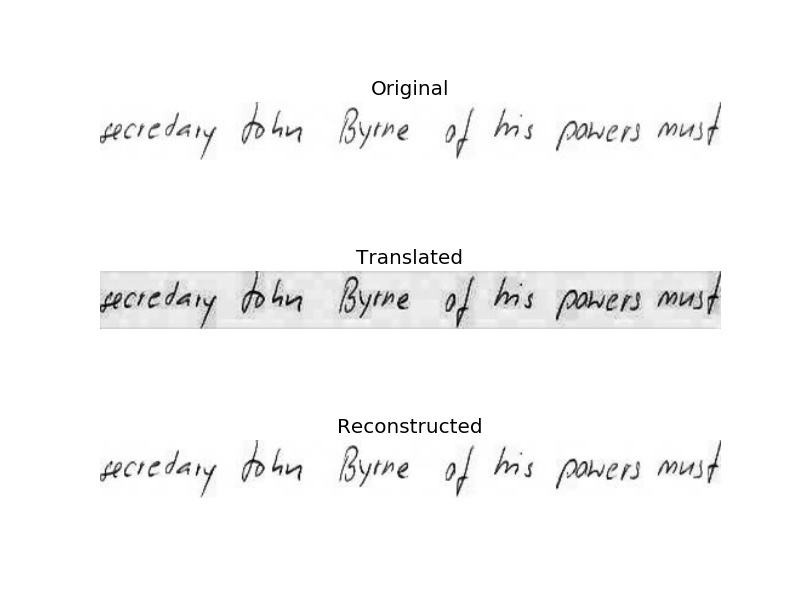 Original
secredary John Byrne of his powers must
Translated
secredary John Byrne of his powers must
Reconstructed
secredary John Byrne of his powers must